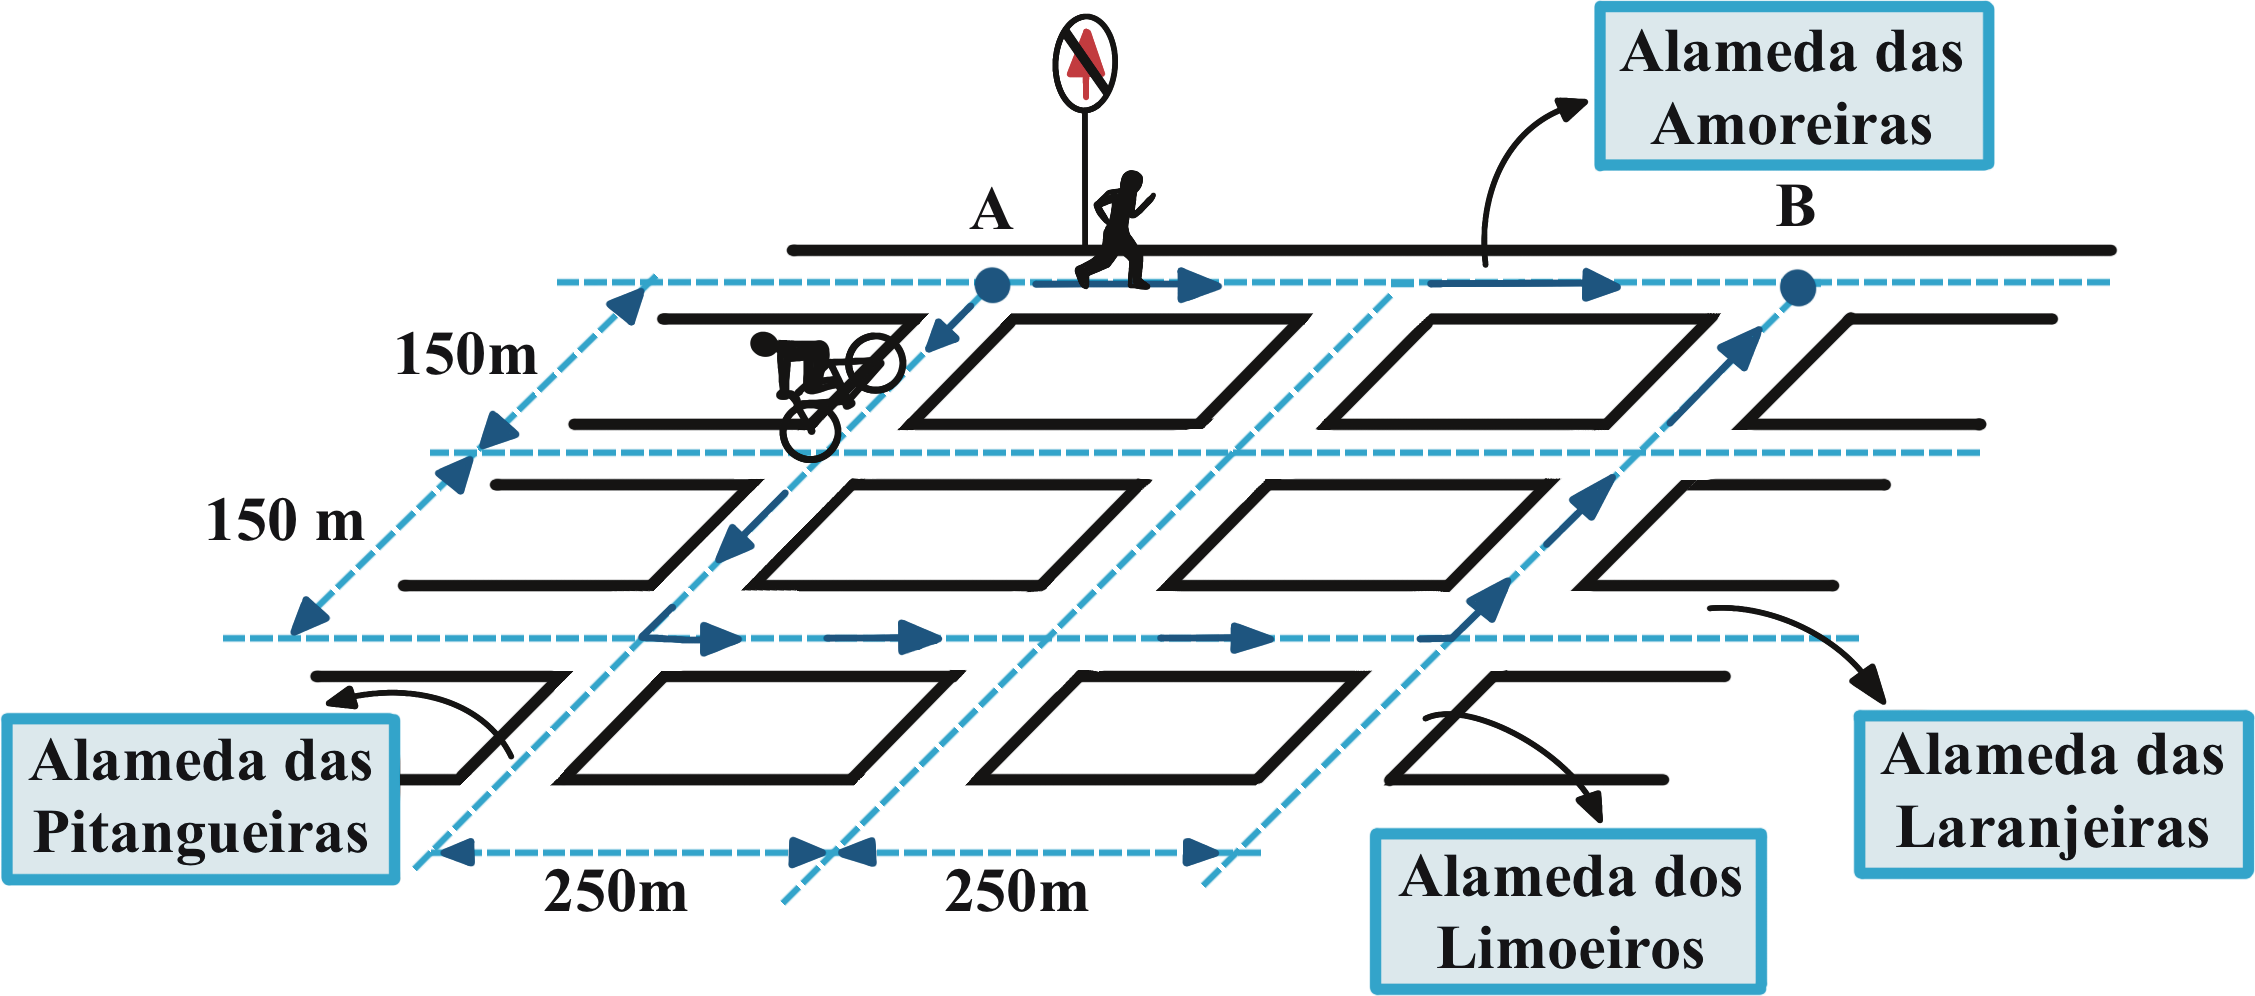 Alameda das
Amoreiras
A
B
150m
150 m
Alameda das
Pitangueiras
250m
250m
Alameda dos
Limoeiros
Alameda das
Laranjeiras